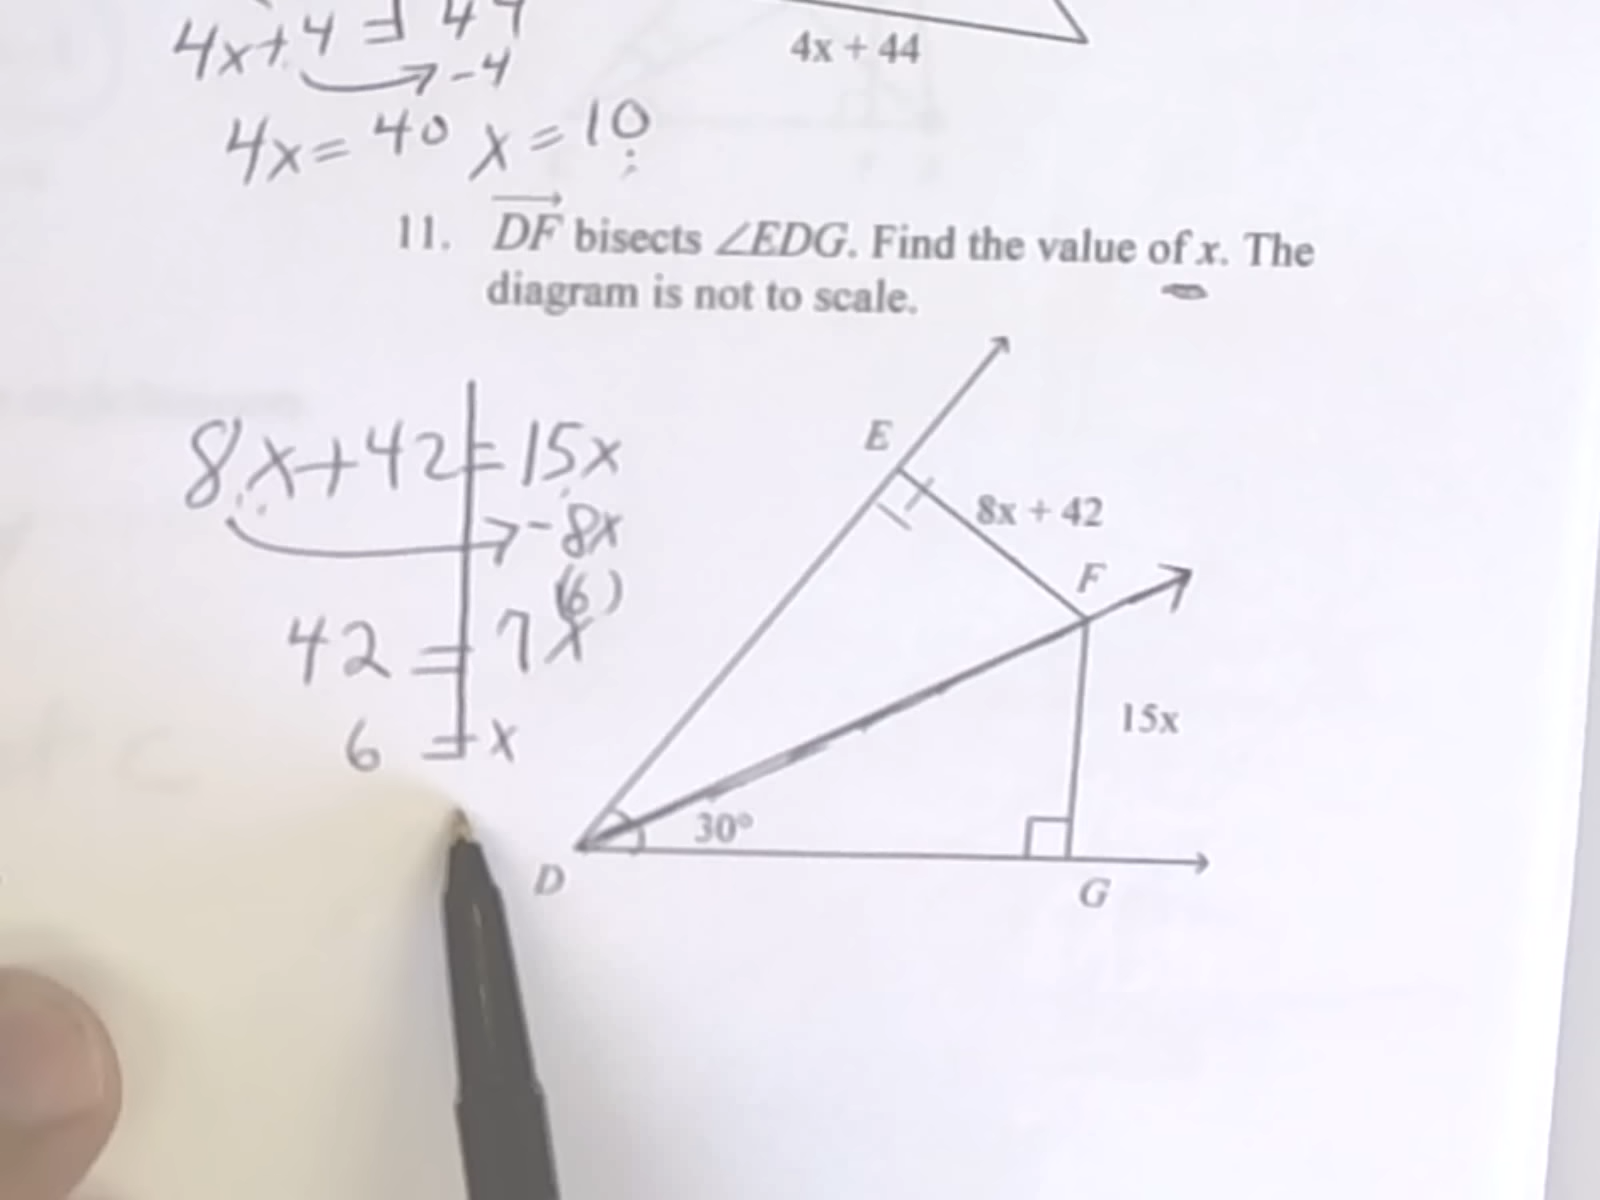 4x+4 = 44
4x + 44
-4
4x = 40 x = 10
11. DF bisects ∠EDG. Find the value of x. The
diagram is not to scale.
E
8x+42 = 15x
8x + 42
-8x
F
(6)
42 = 7x
15x
6 = x
30°
D
G